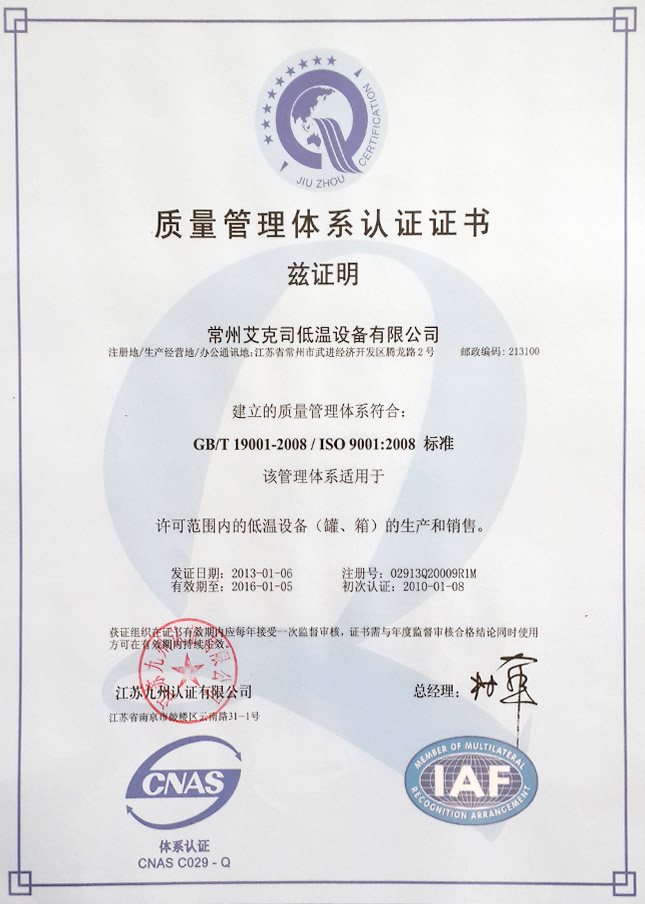 JIU ZHOU CERTIFICATION
质量管理体系认证证书
兹证明
常州艾克司低温设备有限公司
注册地/生产经营地/办公通讯地:江苏省常州市武进经济开发区腾龙路2号 邮政编码: 213100
建立的质量管理体系符合:
GB/T 19001-2008 / ISO 9001:2008 标准
该管理体系适用于
许可范围内的低温设备（罐、箱）的生产和销售。
发证日期: 2013-01-06 注册号: 02913Q20009R1M
有效期至: 2016-01-05 初次认证: 2010-01-08
获证组织在证书有效期内应每年接受一次监督审核，证书需与年度监督审核合格结论同时使用
方可在有效期内持续生效。
江苏九州认证有限公司 总经理:
江苏省南京市鼓楼区云南路31-1号
CNAS
体系认证
CNAS C029 - Q
MEMBER OF MULTILATERAL
IAF
RECOGNITION ARRANGEMENT